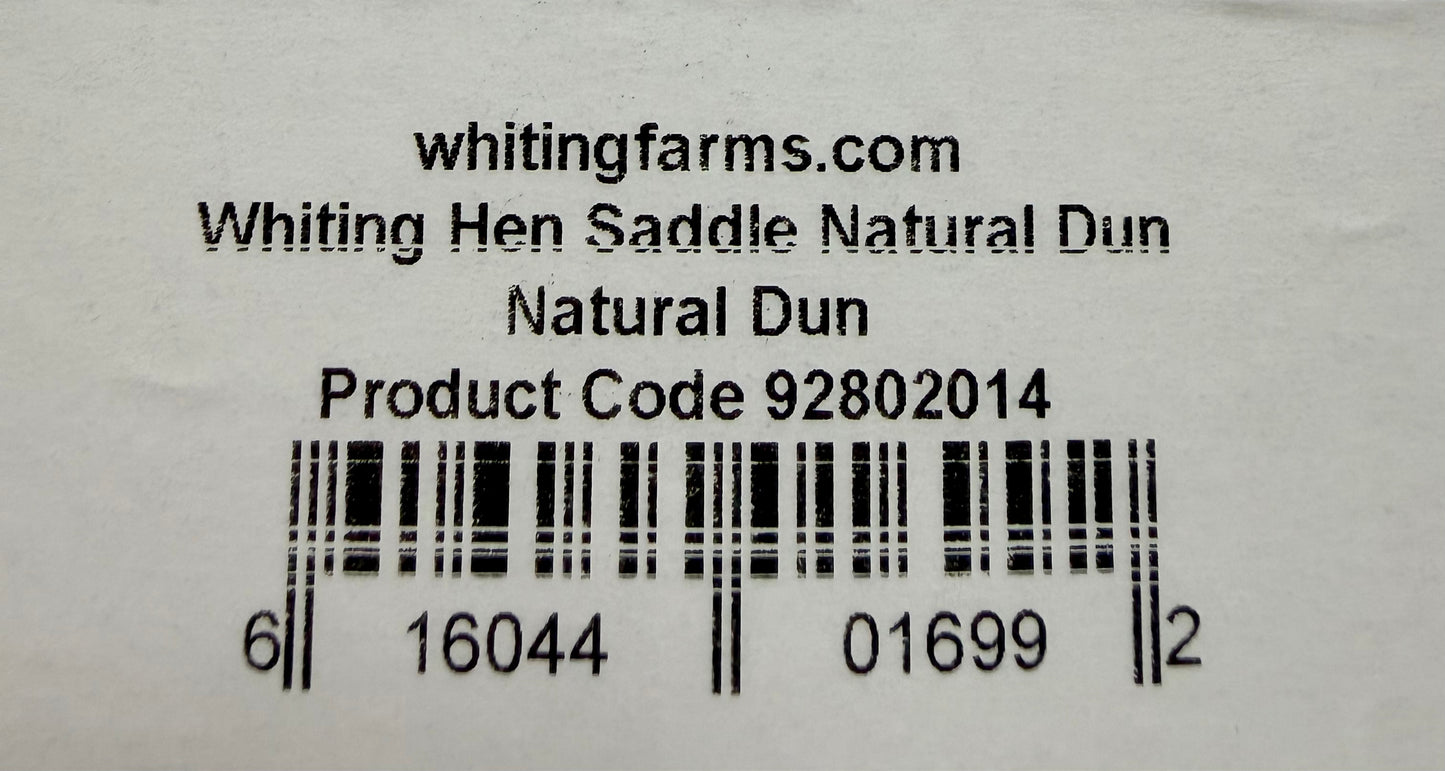 whitingfarms.com
Whiting Hen Saddle Natural Dun
Natural Dun
Product Code 92802014
6 16044 01699 2